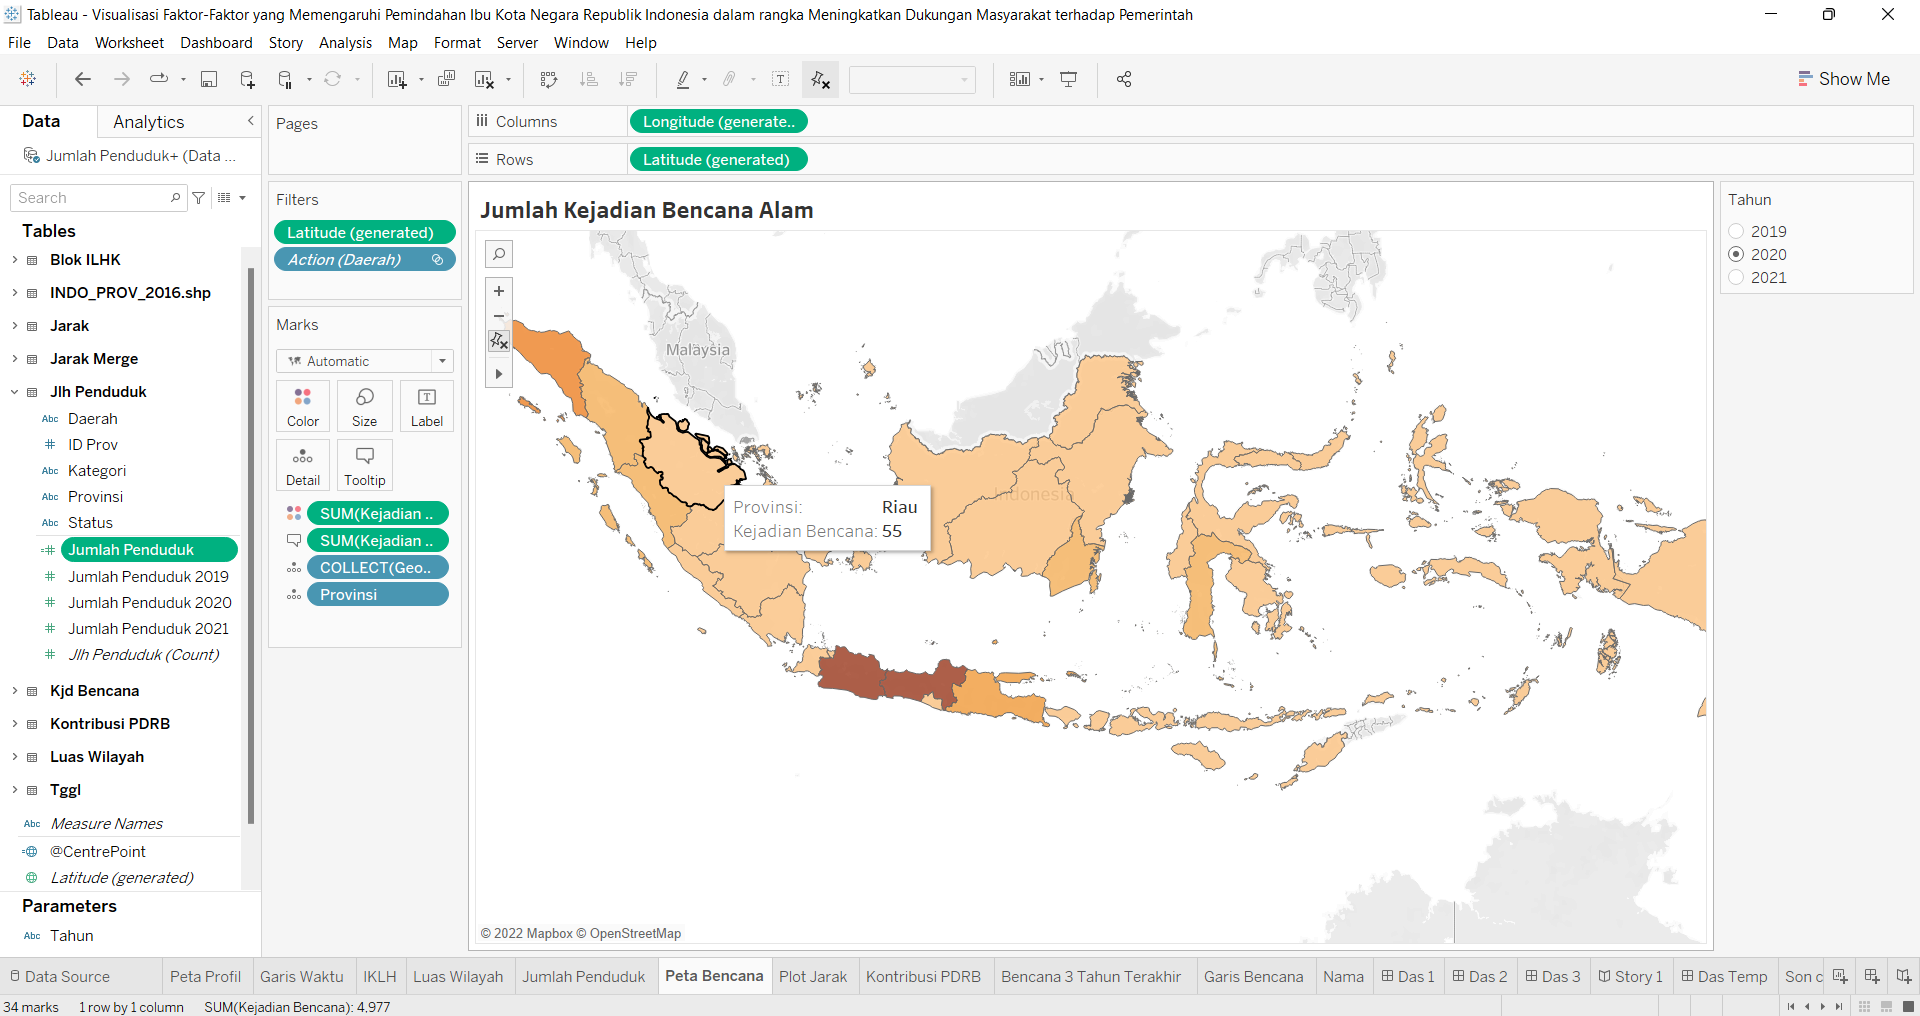 Tableau - Visualisasi Faktor-Faktor yang Memengaruhi Pemindahan Ibu Kota Negara Republik Indonesia dalam rangka Meningkatkan Dukungan Masyarakat terhadap Pemerintah
File Data Worksheet Dashboard Story Analysis Map Format Server Window Help
Show Me
Data Analytics
Jumlah Penduduk+ (Data ...
Search
Tables
Blok ILHK
INDO_PROV_2016.shp
Jarak
Jarak Merge
Jlh Penduduk
Abc Daerah
ID Prov
Abc Kategori
Abc Provinsi
Abc Status
Jumlah Penduduk
Jumlah Penduduk 2019
Jumlah Penduduk 2020
Jumlah Penduduk 2021
Jlh Penduduk (Count)
Kjd Bencana
Kontribusi PDRB
Luas Wilayah
Tggl
Abc Measure Names
@CentrePoint
Latitude (generated)
Parameters
Abc Tahun
Pages
Filters
Latitude (generated)
Action (Daerah)
Marks
Automatic
Color Size Label
Detail Tooltip
SUM(Kejadian ..
SUM(Kejadian ..
COLLECT(Geo..
Provinsi
Columns Longitude (generate..
Rows Latitude (generated)
Jumlah Kejadian Bencana Alam
Malaysia
Indonesia
Provinsi: Riau
Kejadian Bencana: 55
© 2022 Mapbox © OpenStreetMap
Tahun
2019
2020
2021
Data Source Peta Profil Garis Waktu IKLH Luas Wilayah Jumlah Penduduk Peta Bencana Plot Jarak Kontribusi PDRB Bencana 3 Tahun Terakhir Garis Bencana Nama Das 1 Das 2 Das 3 Story 1 Das Temp Son c
34 marks 1 row by 1 column SUM(Kejadian Bencana): 4,977